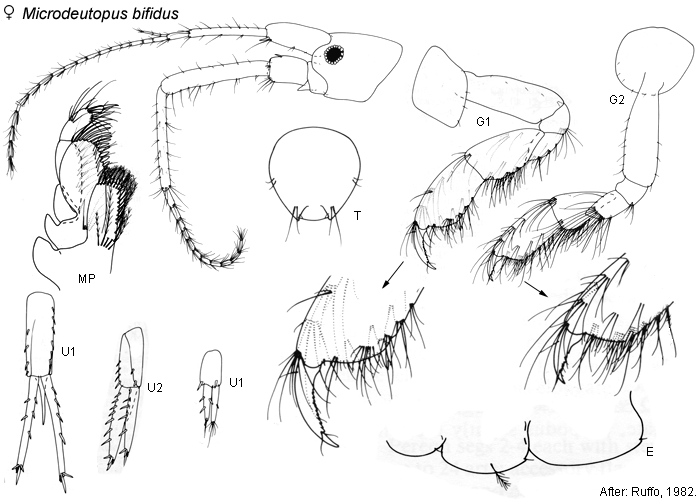 ♀ Microdeutopus bifidus
G1
G2
T
MP
U1
U2
U1
E
After: Ruffo, 1982